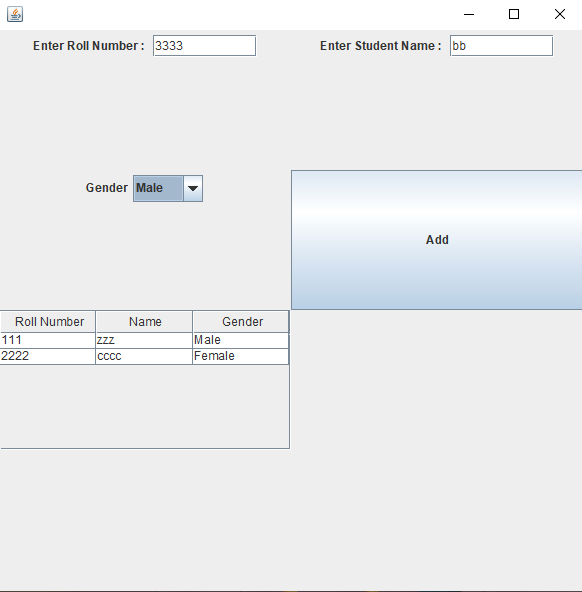 Enter Roll Number : 3333 Enter Student Name : bb
Gender Male
Add
Roll Number Name Gender
111 zzz Male
2222 cccc Female